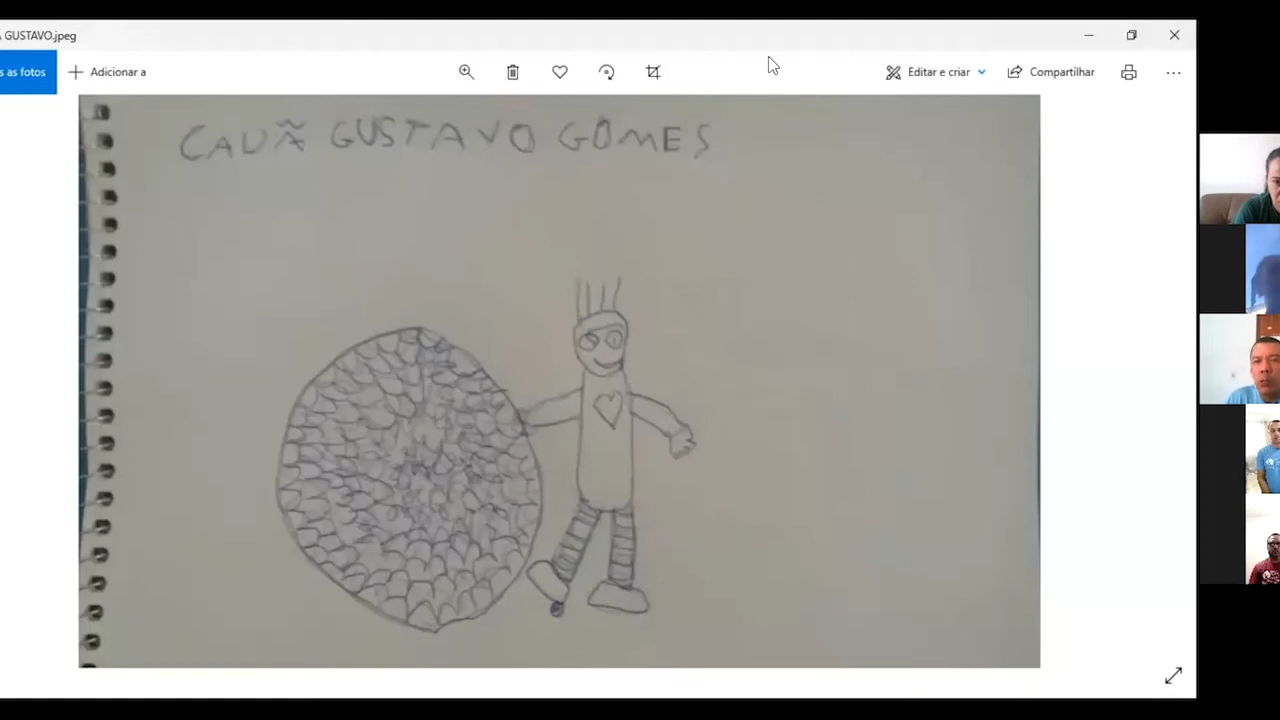 GUSTAVO.jpeg
s as fotos
Adicionar a
Editar e criar
Compartilhar
CAUÃ GUSTAVO GOMES